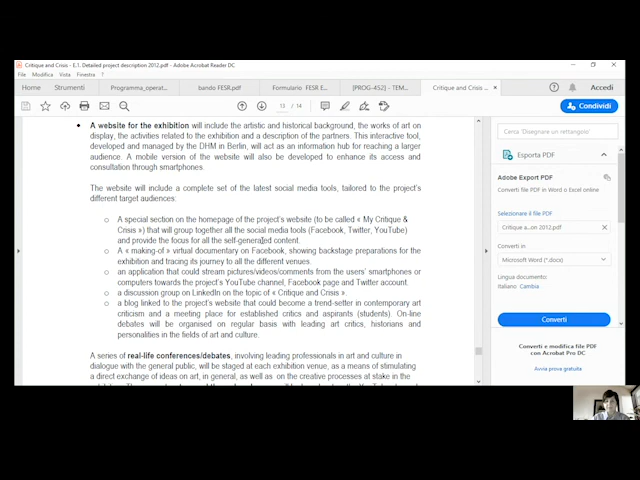 Critique and Crisis - E.1. Detailed project description 2012.pdf - Adobe Acrobat Reader DC
File Modifica Vista Finestra ?
Home Strumenti Programma_operat... bando FESR.pdf Formulario FESR E... [PROG-452] - TEM... Critique and Crisis ... × Accedi
13 / 14
Condividi
• A website for the exhibition will include the artistic and historical background, the works of art on
display, the activities related to the exhibition and a description of the partners. This interactive tool,
developed and managed by the DHM in Berlin, will act as an information hub for reaching a larger
audience. A mobile version of the website will also be developed to enhance its access and
consultation through smartphones.
The website will include a complete set of the latest social media tools, tailored to the project's
different target audiences:
o A special section on the homepage of the project's website (to be called « My Critique &
Crisis ») that will group together all the social media tools (Facebook, Twitter, YouTube)
and provide the focus for all the self-generated content.
o A « making-of » virtual documentary on Facebook, showing backstage preparations for the
exhibition and tracing its journey to all the different venues.
o an application that could stream pictures/videos/comments from the users' smartphones or
computers towards the project's YouTube channel, Facebook page and Twitter account.
o a discussion group on LinkedIn on the topic of « Critique and Crisis ».
o a blog linked to the project's website that could become a trend-setter in contemporary art
criticism and a meeting place for established critics and aspirants (students). On-line
debates will be organised on regular basis with leading art critics, historians and
personalities in the fields of art and culture.
A series of real-life conferences/debates, involving leading professionals in art and culture in
dialogue with the general public, will be staged at each exhibition venue, as a means of stimulating
a direct exchange of ideas on art, in general, as well as on the creative processes at stake in the
Cerca "Disegnare un rettangolo"
Esporta PDF
Adobe Export PDF
Converti file PDF in Word o Excel online
Selezionare il file PDF
Critique a...on 2012.pdf ×
Converti in
Microsoft Word (*.docx)
Lingua documento:
Italiano Cambia
Converti
Converti e modifica file PDF
con Acrobat Pro DC
Avvia prova gratuita